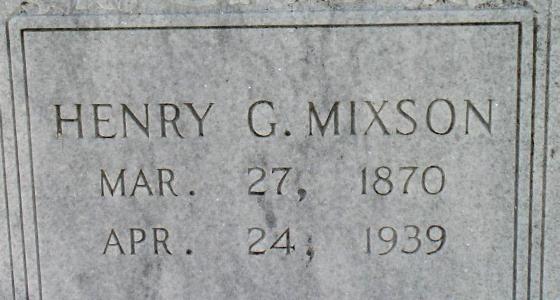 HENRY G. MIXSON
MAR. 27, 1870
APR. 24, 1939